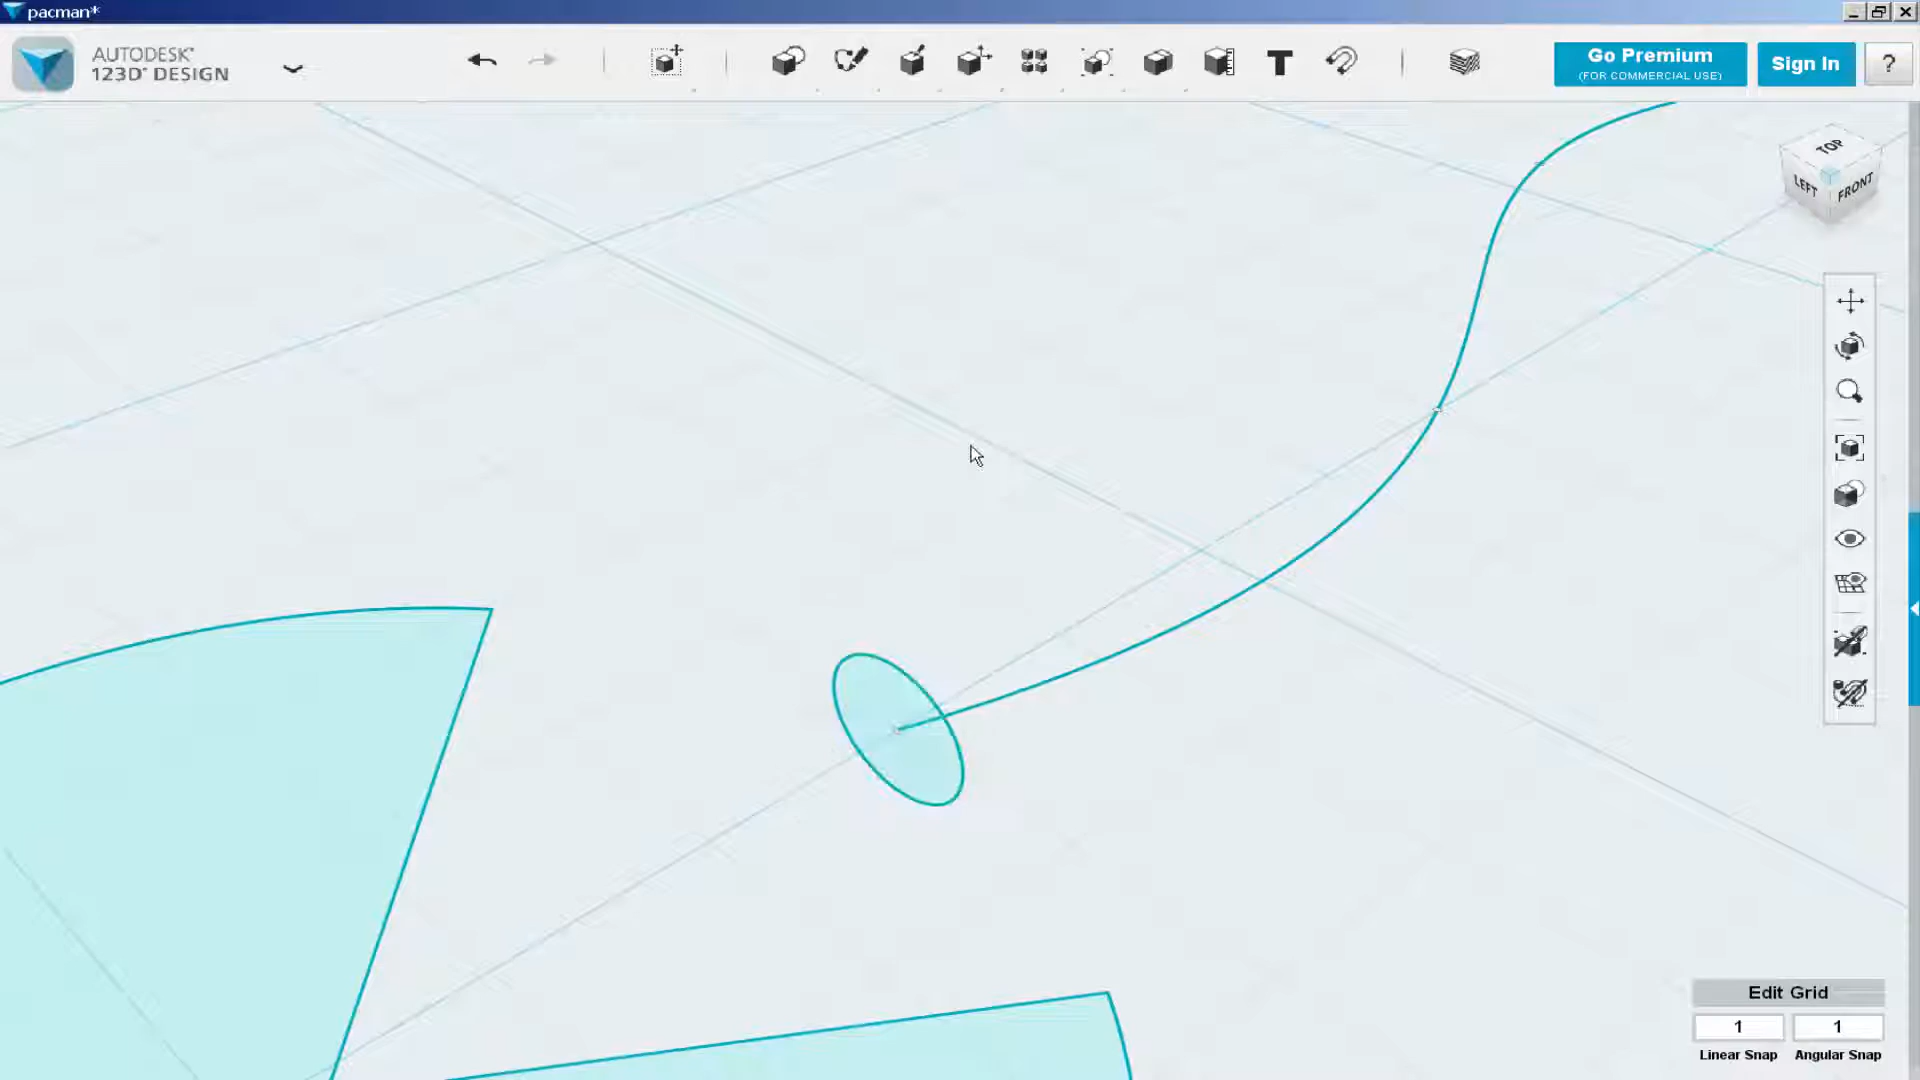 pacman*
AUTODESK®
123D® DESIGN
Go Premium
(FOR COMMERCIAL USE)
Sign In
?
TOP
LEFT
FRONT
Edit Grid
1
1
Linear Snap
Angular Snap